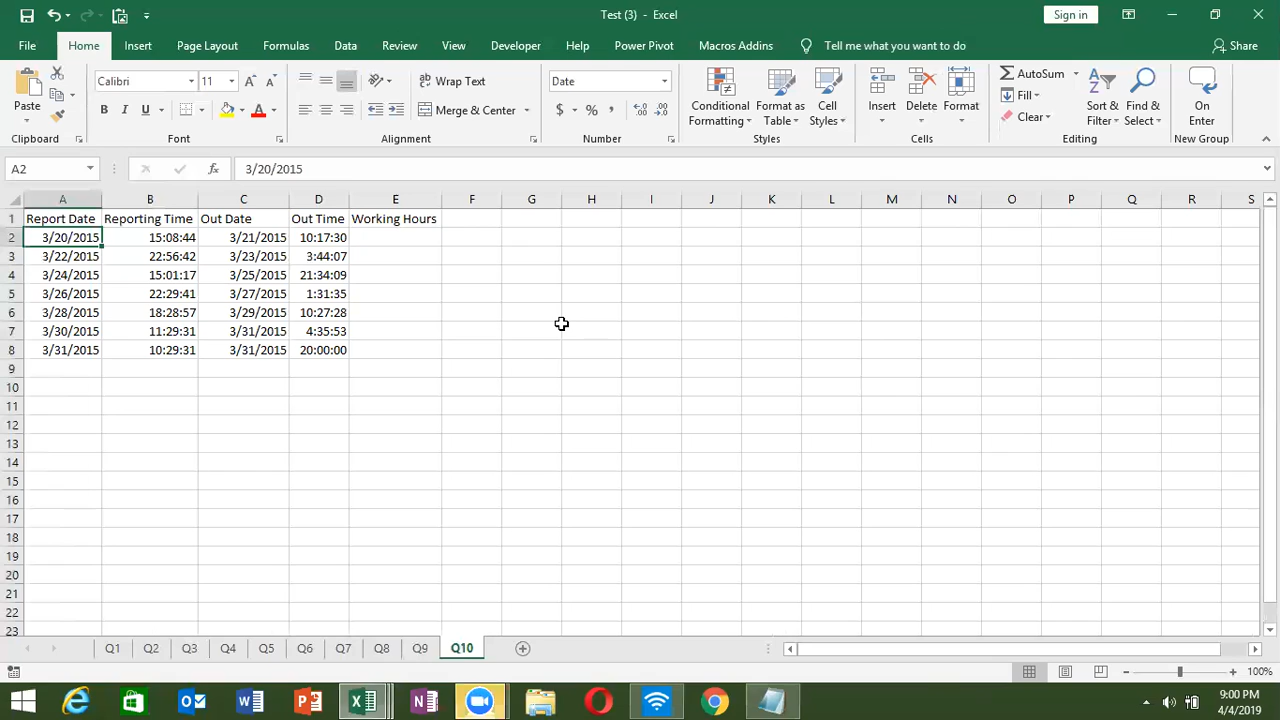 Test (3) - Excel
Sign in
File Home Insert Page Layout Formulas Data Review View Developer Help Power Pivot Macros Addins Tell me what you want to do Share
Paste
Calibri 11
B I U
Wrap Text
Merge & Center
Date
$ % ,
Conditional Formatting
Format as Table
Cell Styles
Insert
Delete
Format
AutoSum
Fill
Clear
Sort & Filter
Find & Select
On Enter
Clipboard Font Alignment Number Styles Cells Editing New Group
A2 fx 3/20/2015
A B C D E F G H I J K L M N O P Q R S
1 Report Date Reporting Time Out Date Out Time Working Hours
2 3/20/2015 15:08:44 3/21/2015 10:17:30
3 3/22/2015 22:56:42 3/23/2015 3:44:07
4 3/24/2015 15:01:17 3/25/2015 21:34:09
5 3/26/2015 22:29:41 3/27/2015 1:31:35
6 3/28/2015 18:28:57 3/29/2015 10:27:28
7 3/30/2015 11:29:31 3/31/2015 4:35:53
8 3/31/2015 10:29:31 3/31/2015 20:00:00
9
10
11
12
13
14
15
16
17
18
19
20
21
22
23
Q1 Q2 Q3 Q4 Q5 Q6 Q7 Q8 Q9 Q10
100%
9:00 PM
4/4/2019